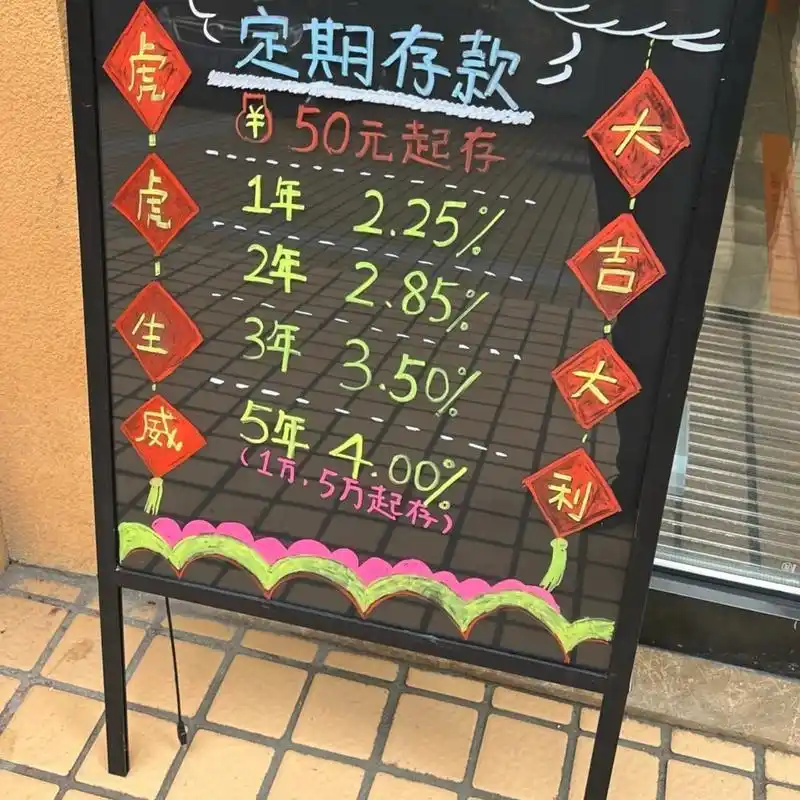 定期存款
¥ 50元起存
1年 2.25%
2年 2.85%
3年 3.50%
5年 4.00%
(1万,5万起存)
虎虎生威
大吉大利